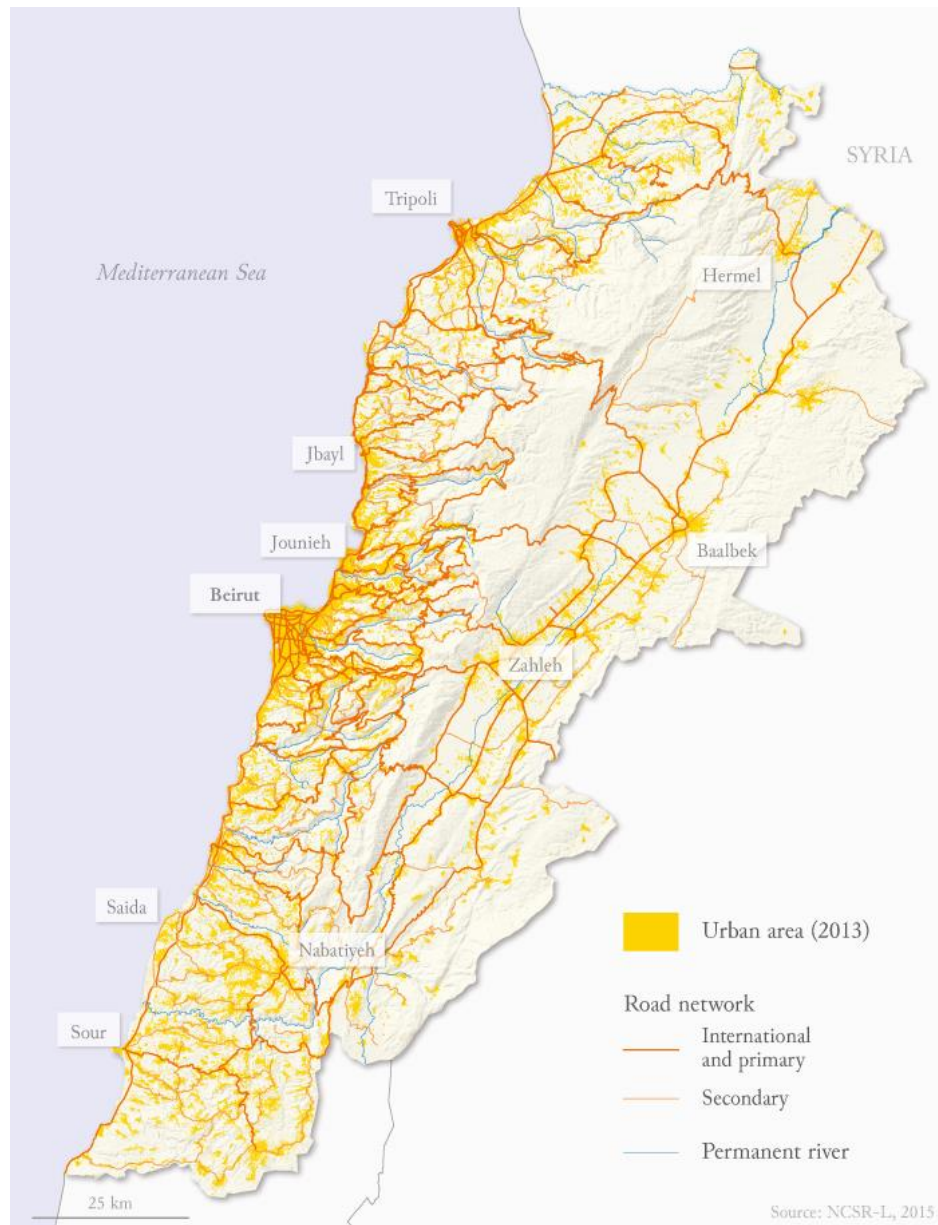 SYRIA
Tripoli
Mediterranean Sea
Hermel
Jbayl
Jounieh
Baalbek
Beirut
Zahleh
Saida
Urban area (2013)
Nabatiyeh
Road network
Sour
International
and primary
Secondary
Permanent river
25 km
Source: NCSR-L, 2015